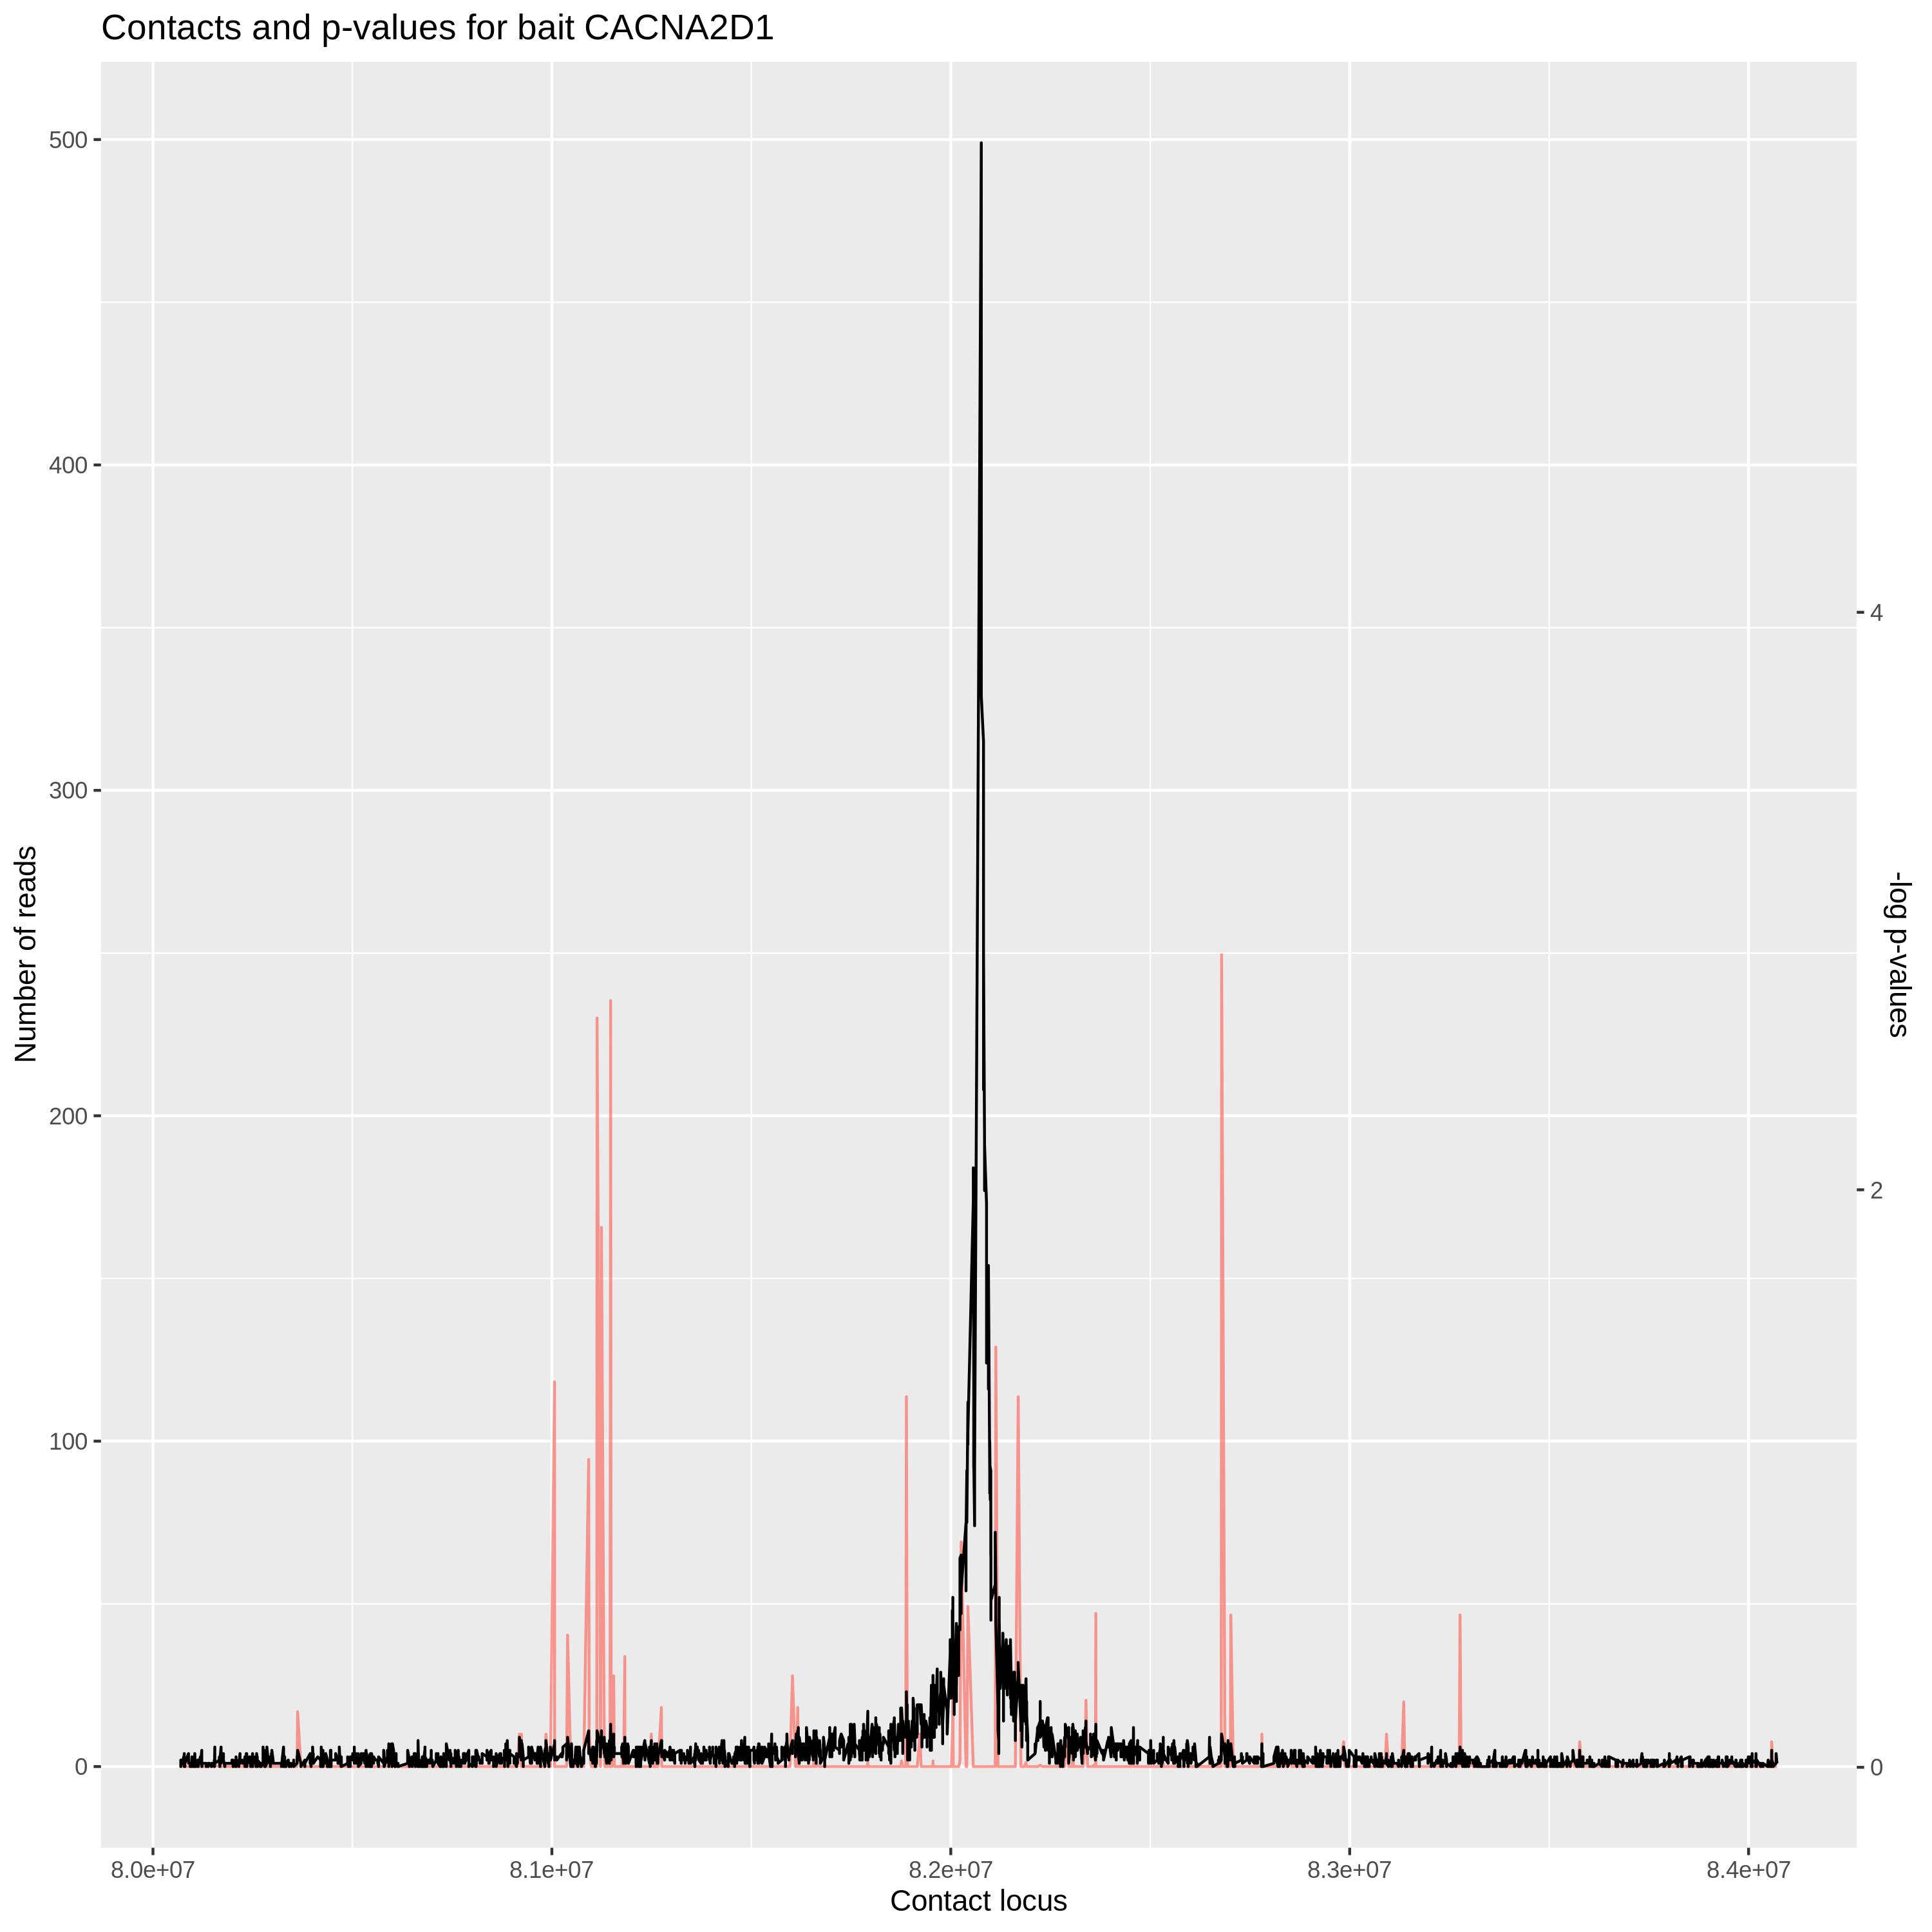 Contacts and p-values for bait CACNA2D1
500
400
300
200
100
0
Number of reads
4
2
0
-log p-values
8.0e+07
8.1e+07
8.2e+07
8.3e+07
8.4e+07
Contact locus